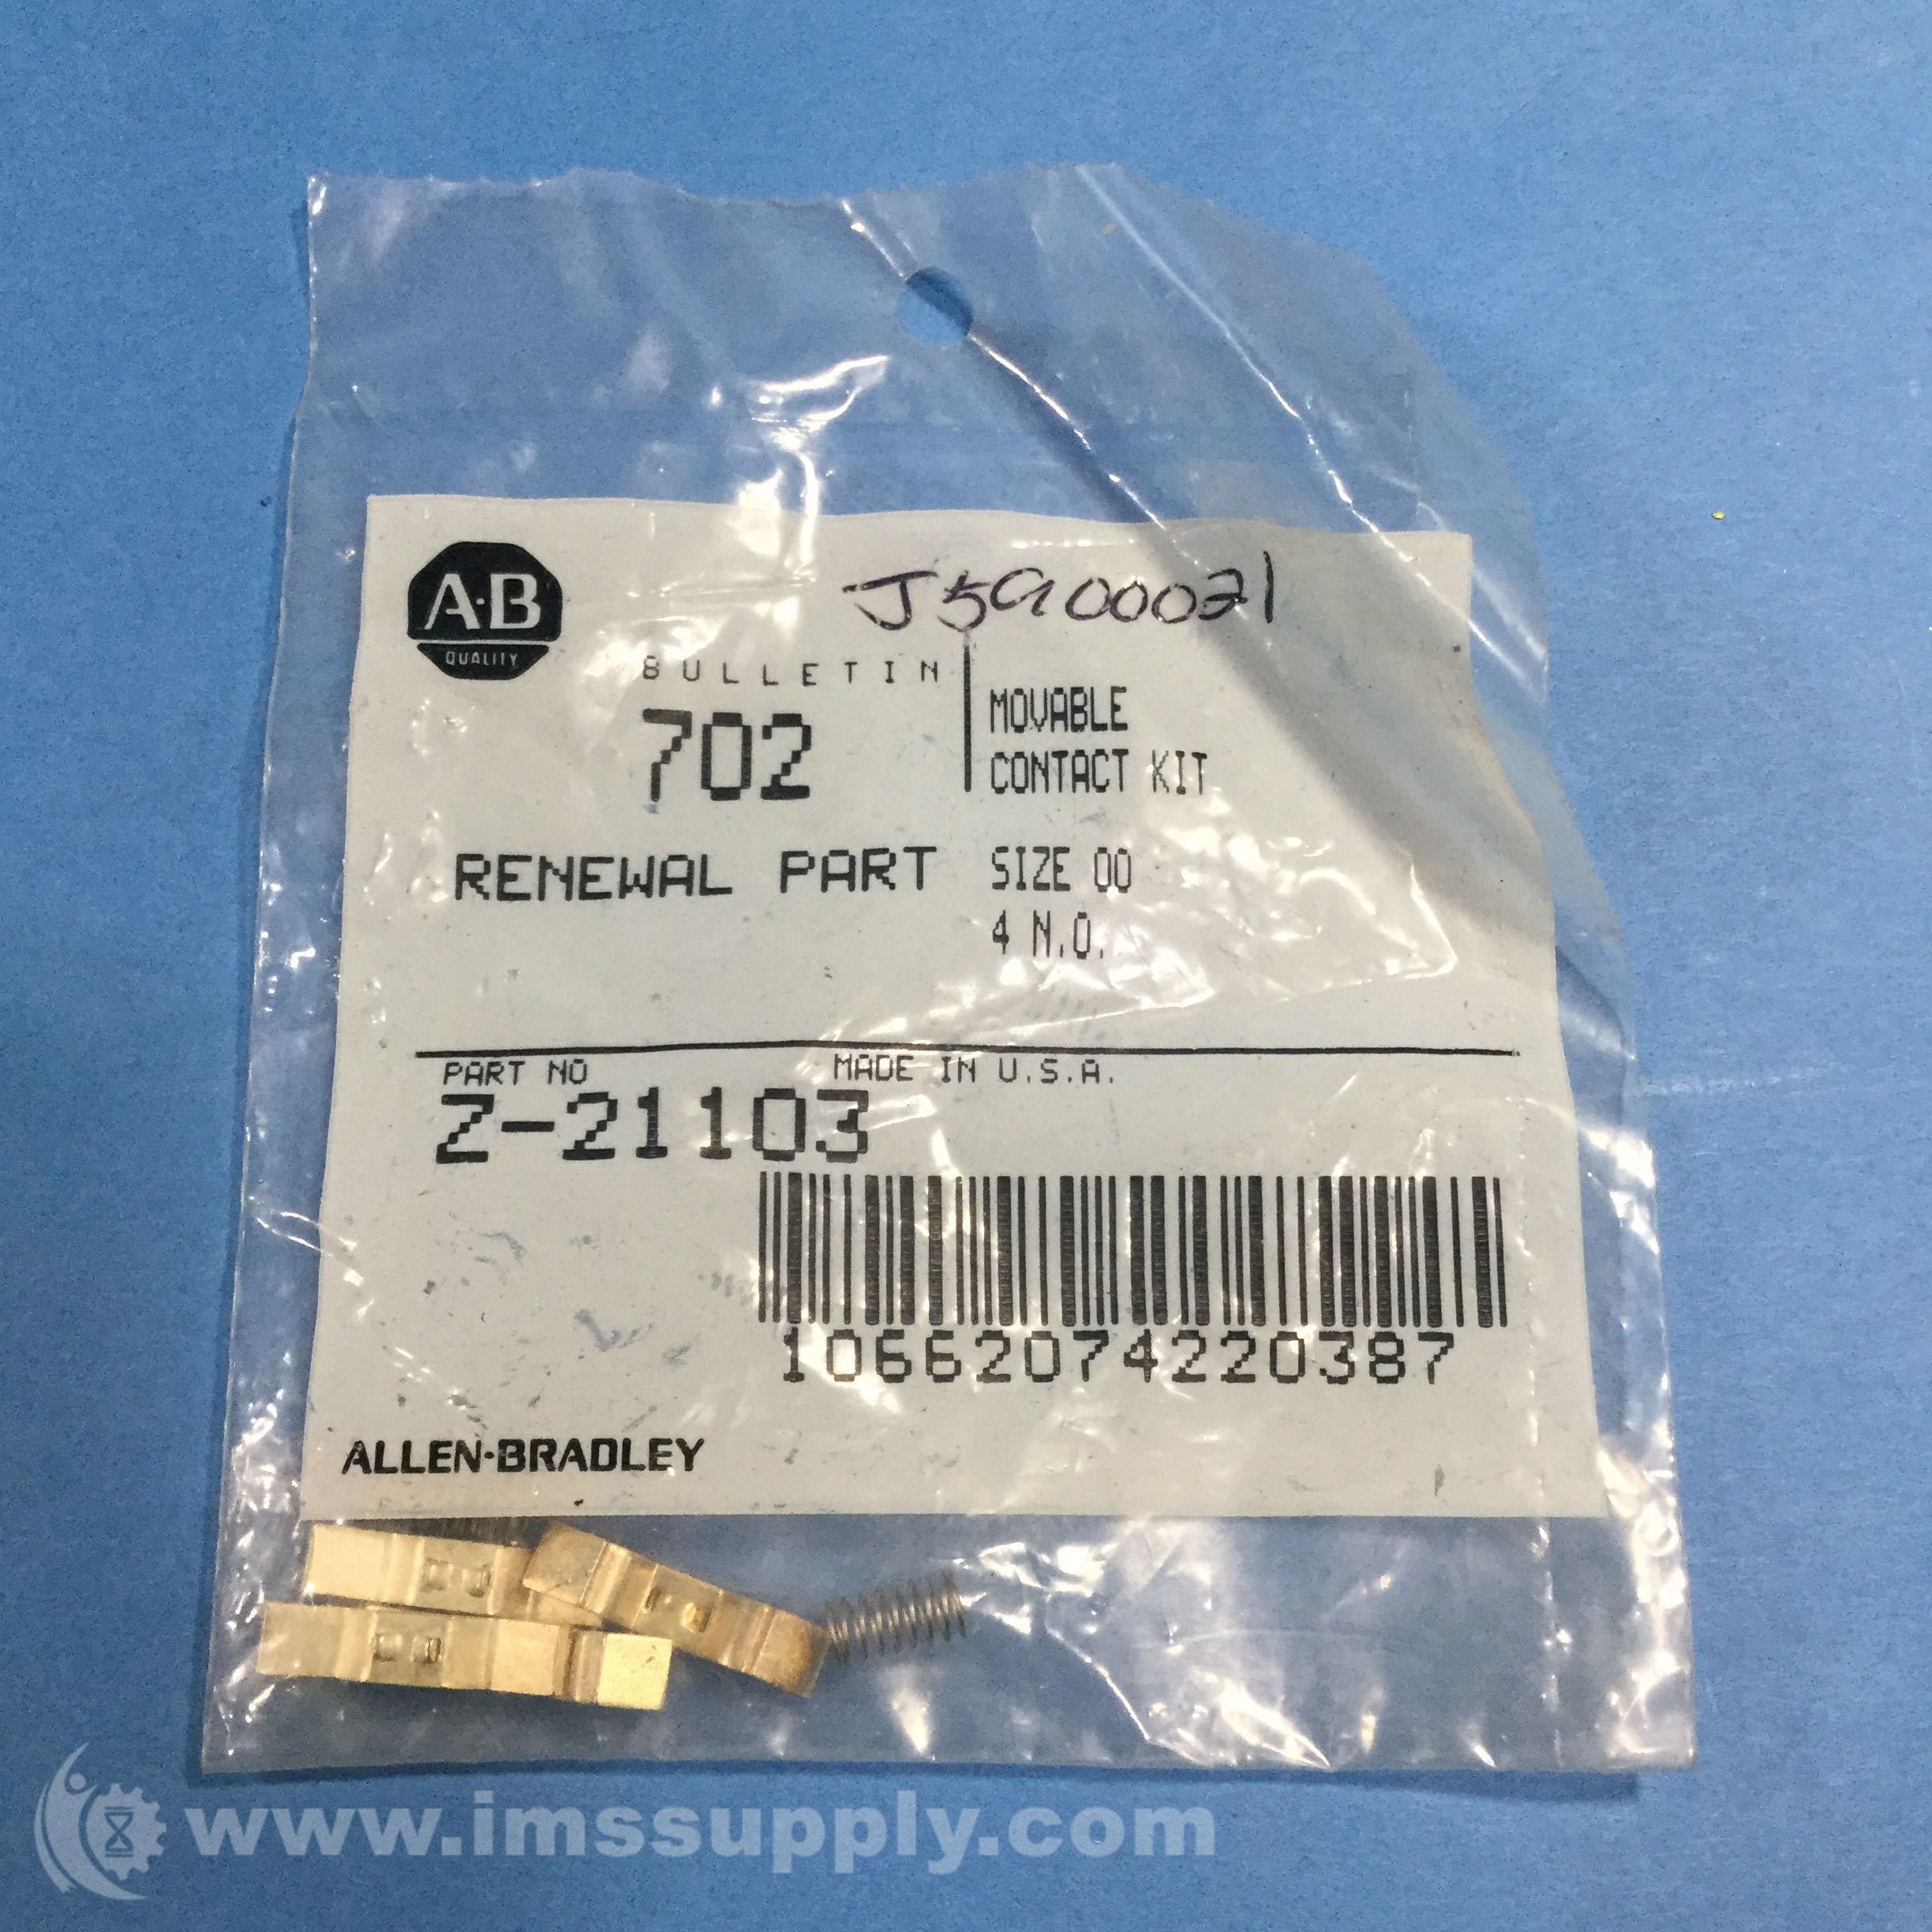 A·B
QUALITY
J5900021
BULLETIN
702
MOVABLE
CONTACT KIT
RENEWAL PART
SIZE 00
4 N.O.
PART NO
MADE IN U.S.A.
Z-21103
10662074220387
ALLEN·BRADLEY
www.imssupply.com